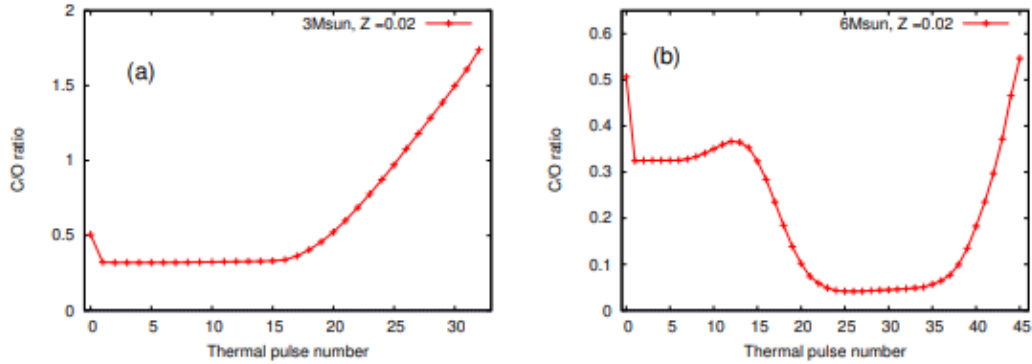 2
3Msun, Z =0.02
(a)
1.5
C/O ratio
1
0.5
0
0 5 10 15 20 25 30
Thermal pulse number
6Msun, Z =0.02
0.6
(b)
0.5
0.4
C/O ratio
0.3
0.2
0.1
0
0 5 10 15 20 25 30 35 40 45
Thermal pulse number